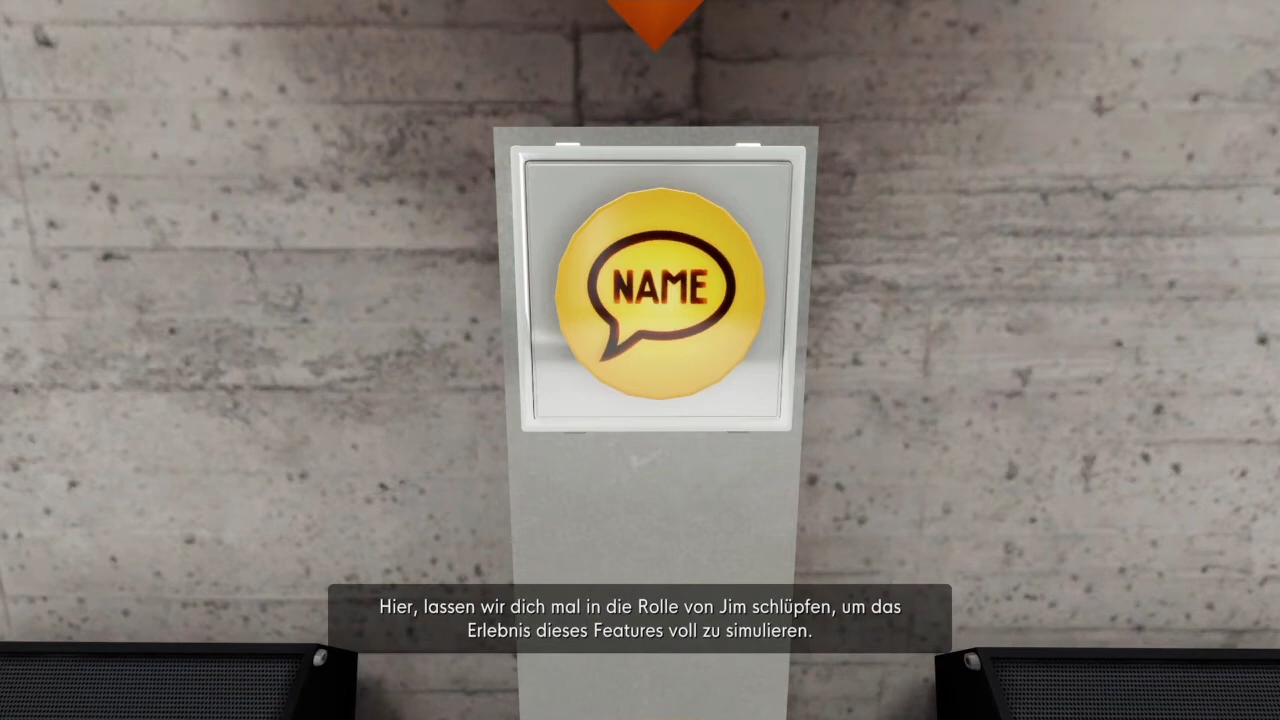 NAME
Hier, lassen wir dich mal in die Rolle von Jim schlüpfen, um das
Erlebnis dieses Features voll zu simulieren.